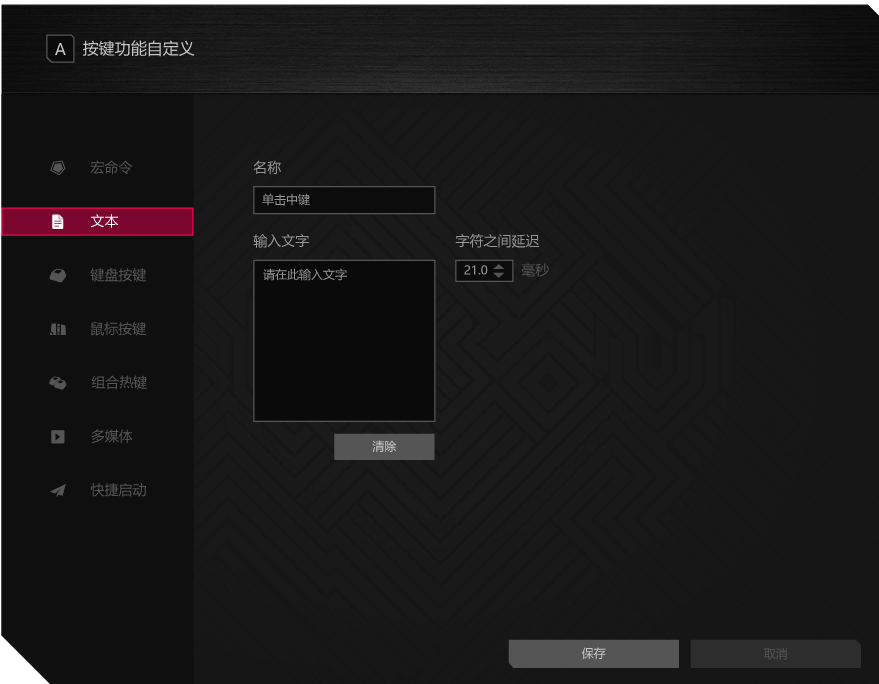 A 按键功能自定义
宏命令
文本
键盘按键
鼠标按键
组合热键
多媒体
快捷启动
名称
单击中键
输入文字
请在此输入文字
清除
字符之间延迟
21.0 毫秒
保存
取消